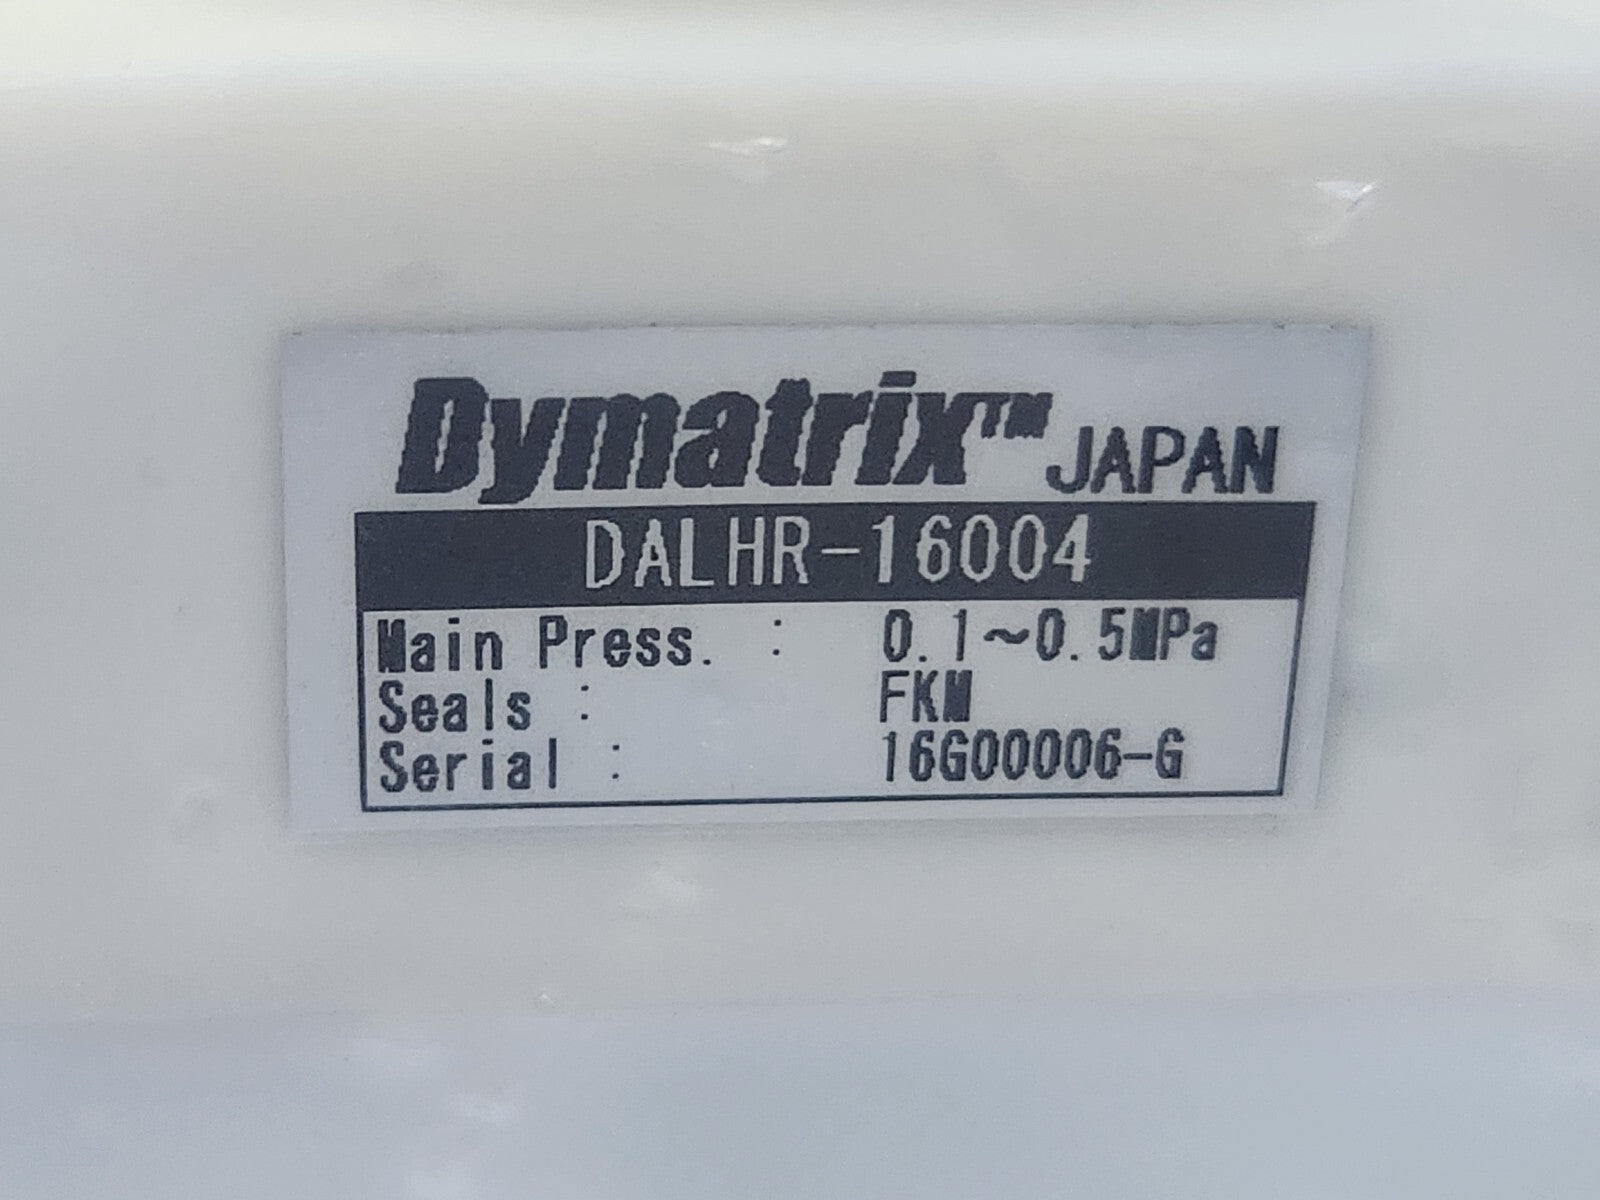 Dymatrix™ JAPAN
DALHR-16004
Main Press. : 0.1~0.5MPa
Seals : FKM
Serial : 16G00006-G